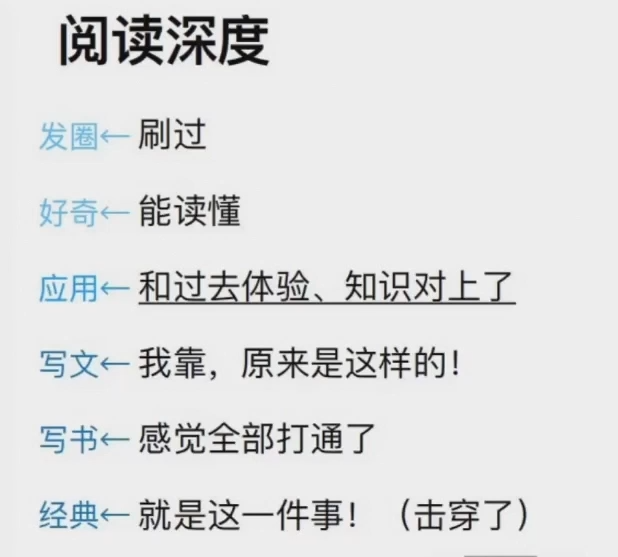 阅读深度
发圈← 刷过
好奇← 能读懂
应用← 和过去体验、知识对上了
写文← 我靠，原来是这样的！
写书← 感觉全部打通了
经典← 就是这一件事！（击穿了）